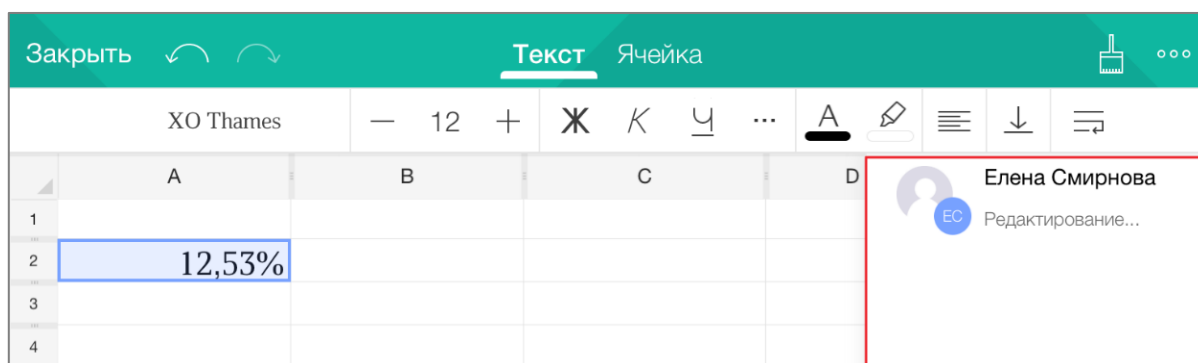 Закрыть Текст Ячейка
XO Thames 12 Ж К Ч ... А
A B C D
1
2 12,53%
3
4
Елена Смирнова
ЕС Редактирование...